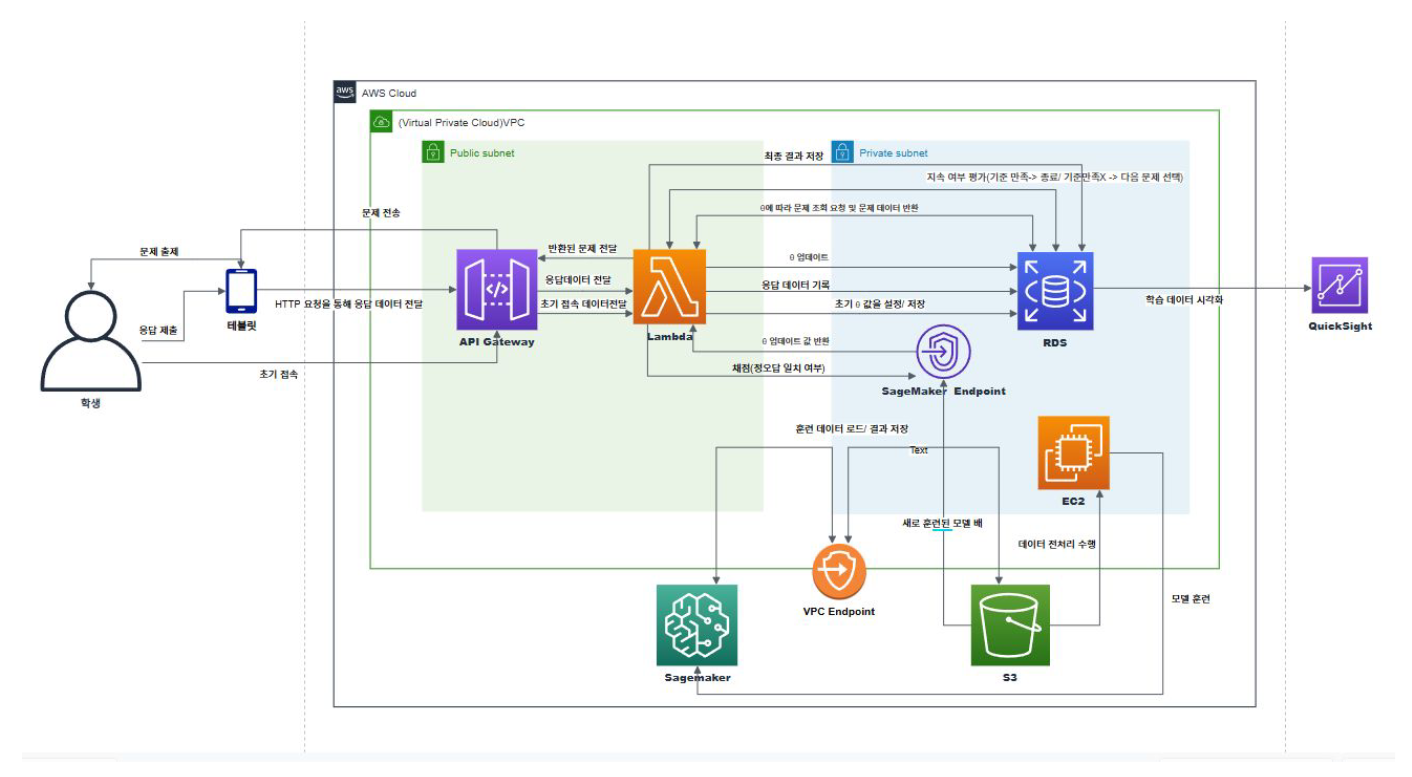 aws
AWS Cloud
(Virtual Private Cloud)VPC
Public subnet
Private subnet
최종 결과 저장
지속 여부 평가(기준 만족-> 종료/ 기준만족X -> 다음 문제 선택)
문제 전송
θ에 따라 문제 조회 요청 및 문제 데이터 반환
문제 출제
반환된 문제 전달
θ 업데이트
응답데이터 전달
응답 데이터 기록
HTTP 요청을 통해 응답 데이터 전달
초기 접속 데이터전달
초기 θ 값을 설정/ 저장
학습 데이터 시각화
테블릿
응답 제출
API Gateway
Lambda
RDS
QuickSight
θ 업데이트 값 반환
초기 접속
채점(정오답 일치 여부)
SageMaker Endpoint
학생
훈련 데이터 로드/ 결과 저장
Text
EC2
새로 훈련된 모델 배
데이터 전처리 수행
모델 훈련
VPC Endpoint
Sagemaker
S3